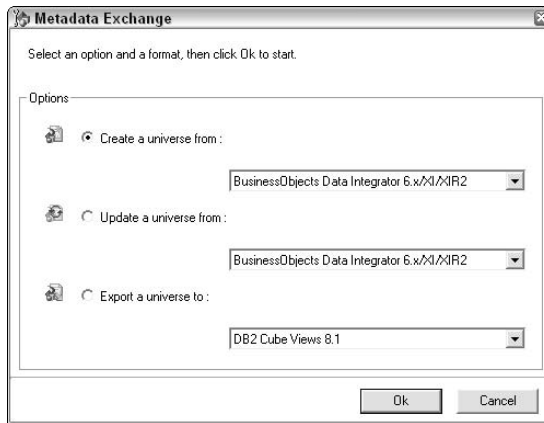 Metadata Exchange
Select an option and a format, then click Ok to start.
Options
Create a universe from :
BusinessObjects Data Integrator 6.x/XI/XIR2
Update a universe from :
BusinessObjects Data Integrator 6.x/XI/XIR2
Export a universe to :
DB2 Cube Views 8.1
Ok
Cancel